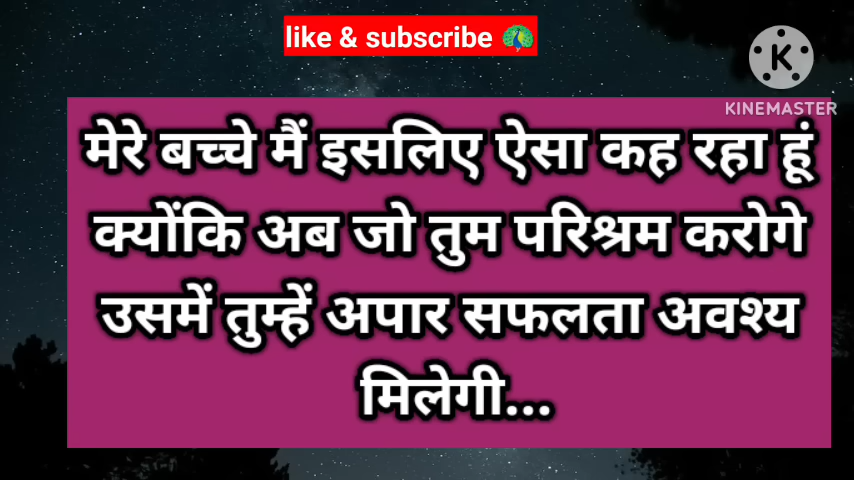 like & subscribe 🦚
K
KINEMASTER
मेरे बच्चे मैं इसलिए ऐसा कह रहा हूं
क्योंकि अब जो तुम परिश्रम करोगे
उसमें तुम्हें अपार सफलता अवश्य
मिलेगी...